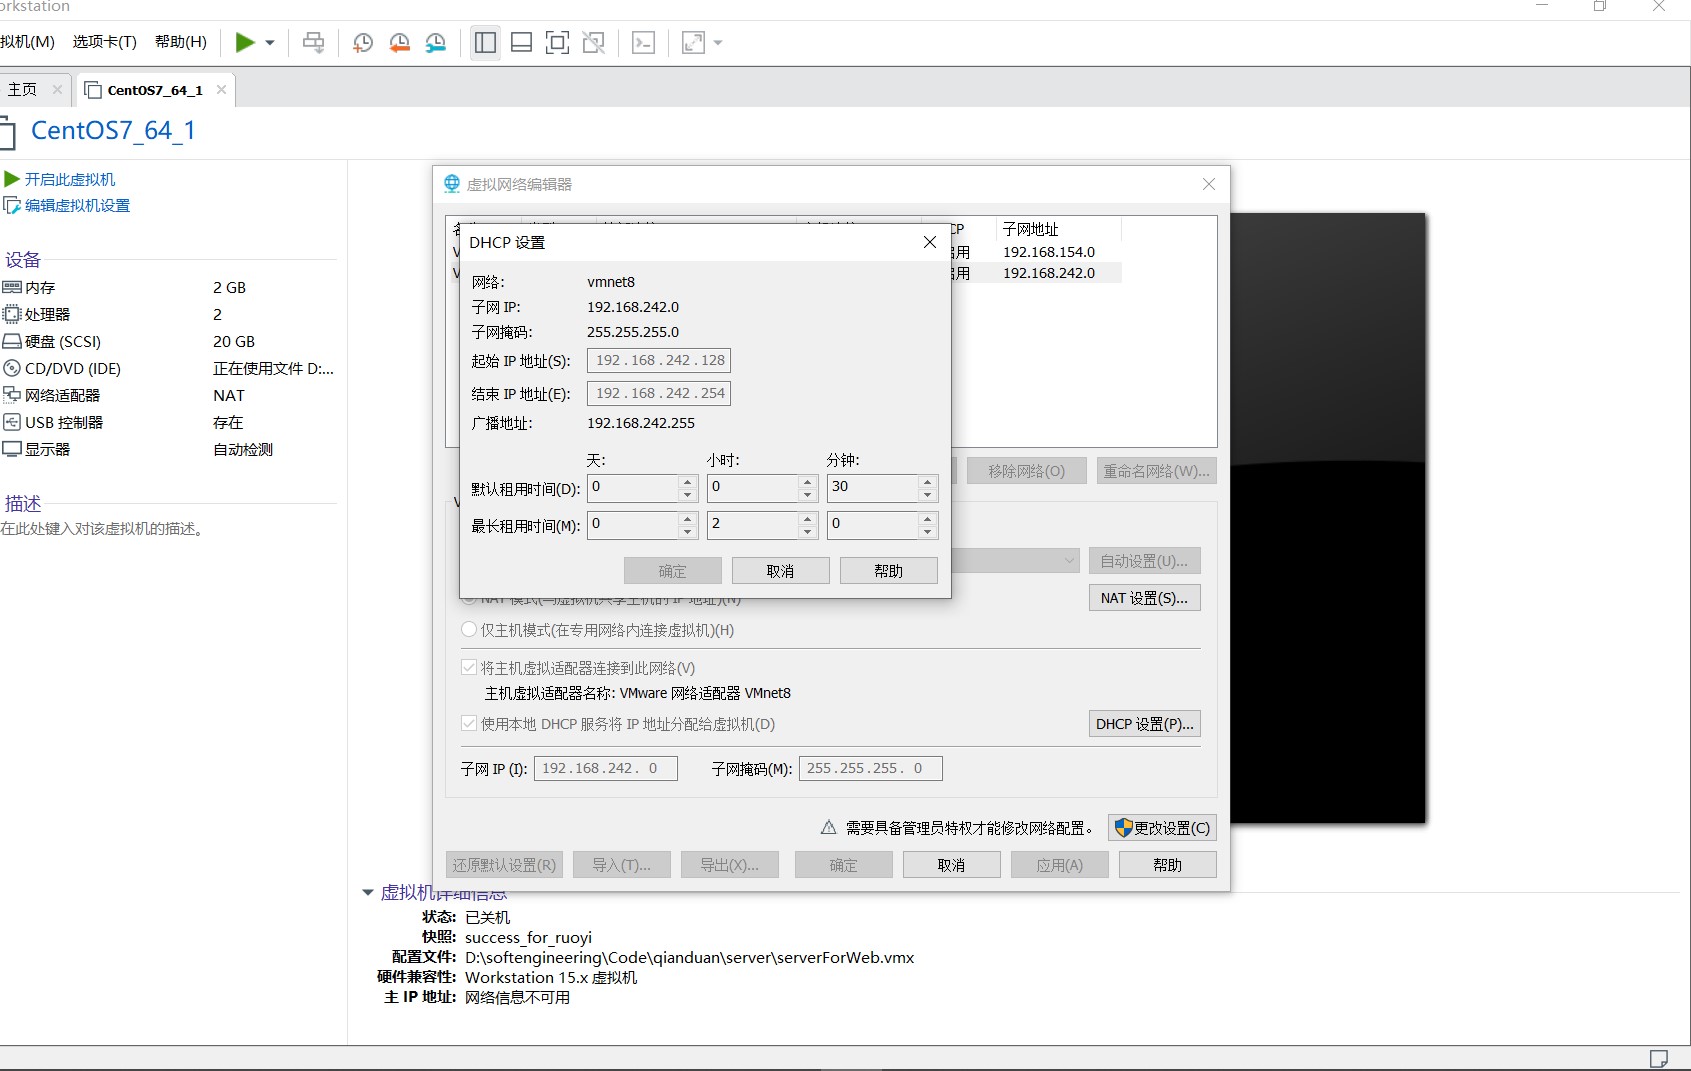 orkstation
拟机(M) 选项卡(T) 帮助(H)
主页 CentOS7_64_1
CentOS7_64_1
开启此虚拟机
编辑虚拟机设置
设备
内存 2 GB
处理器 2
硬盘 (SCSI) 20 GB
CD/DVD (IDE) 正在使用文件 D:...
网络适配器 NAT
USB 控制器 存在
显示器 自动检测
描述
在此处键入对该虚拟机的描述。
虚拟网络编辑器
CP 子网地址
启用 192.168.154.0
启用 192.168.242.0
DHCP 设置
网络: vmnet8
子网 IP: 192.168.242.0
子网掩码: 255.255.255.0
起始 IP 地址(S): 192.168.242.128
结束 IP 地址(E): 192.168.242.254
广播地址: 192.168.242.255
天: 小时: 分钟:
默认租用时间(D): 0 0 30
最长租用时间(M): 0 2 0
确定 取消 帮助
移除网络(O) 重命名网络(W)...
自动设置(U)...
NAT 模式(与虚拟机共享主机的 IP 地址)(N) NAT 设置(S)...
仅主机模式(在专用网络内连接虚拟机)(H)
将主机虚拟适配器连接到此网络(V)
主机虚拟适配器名称: VMware 网络适配器 VMnet8
使用本地 DHCP 服务将 IP 地址分配给虚拟机(D) DHCP 设置(P)...
子网 IP (I): 192.168.242. 0 子网掩码(M): 255.255.255. 0
需要具备管理员特权才能修改网络配置。 更改设置(C)
还原默认设置(R) 导入(T)... 导出(X)... 确定 取消 应用(A) 帮助
虚拟机详细信息
状态: 已关机
快照: success_for_ruoyi
配置文件: D:\softengineering\Code\qianduan\server\serverForWeb.vmx
硬件兼容性: Workstation 15.x 虚拟机
主 IP 地址: 网络信息不可用